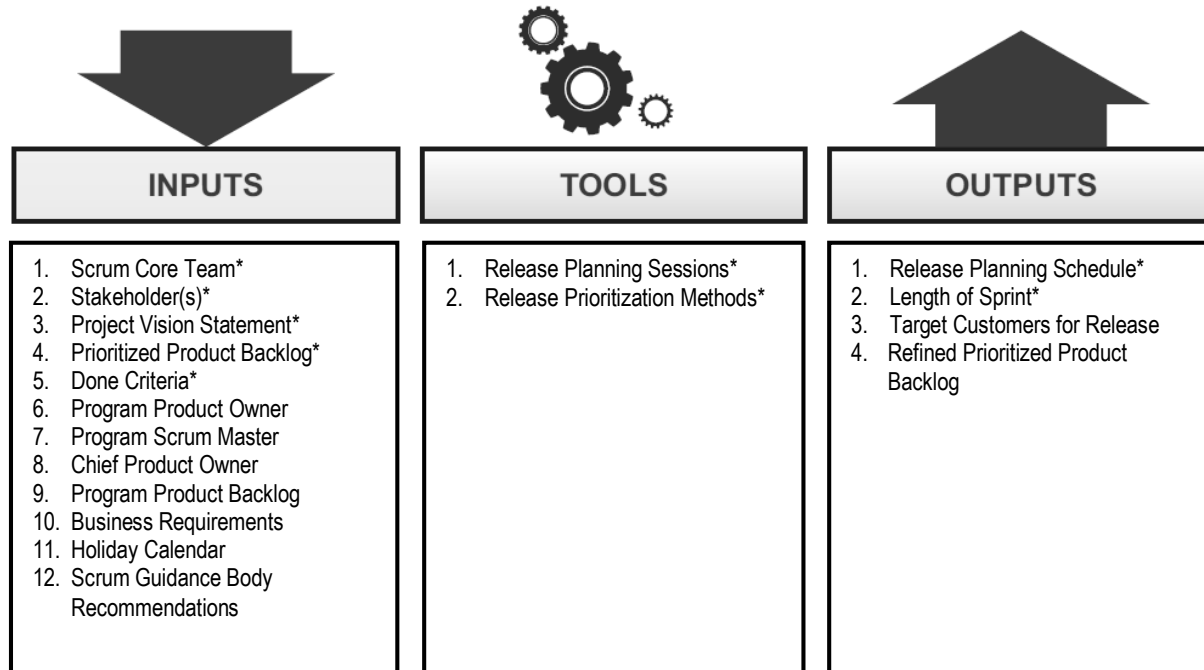 INPUTS
1. Scrum Core Team*
2. Stakeholder(s)*
3. Project Vision Statement*
4. Prioritized Product Backlog*
5. Done Criteria*
6. Program Product Owner
7. Program Scrum Master
8. Chief Product Owner
9. Program Product Backlog
10. Business Requirements
11. Holiday Calendar
12. Scrum Guidance Body
Recommendations
TOOLS
1. Release Planning Sessions*
2. Release Prioritization Methods*
OUTPUTS
1. Release Planning Schedule*
2. Length of Sprint*
3. Target Customers for Release
4. Refined Prioritized Product
Backlog